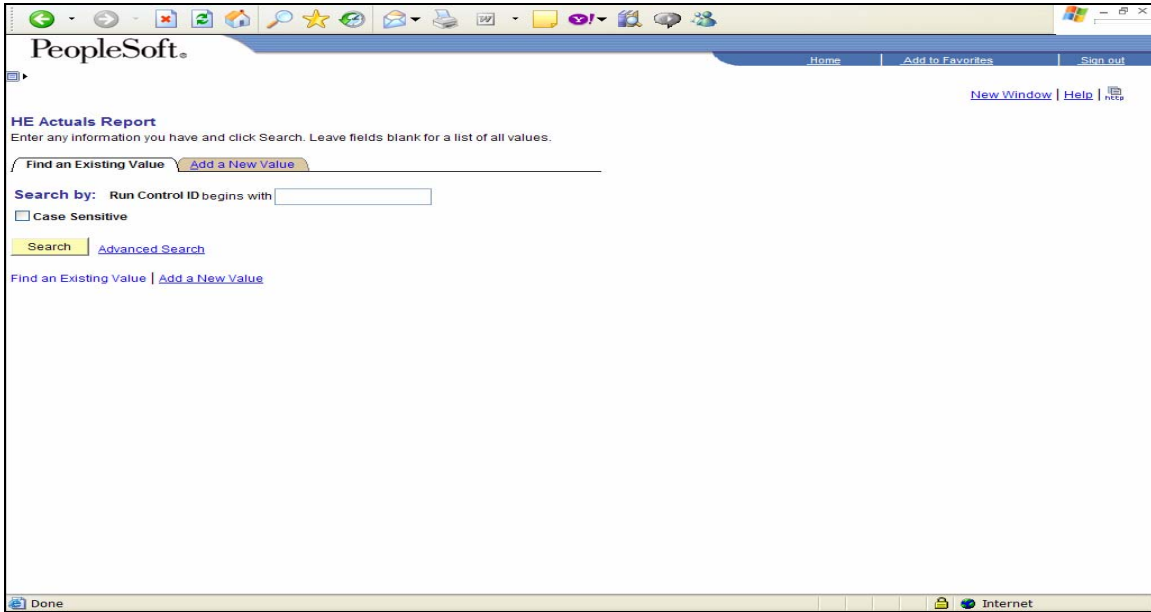 PeopleSoft®
Home | Add to Favorites | Sign out
New Window | Help | http
HE Actuals Report
Enter any information you have and click Search. Leave fields blank for a list of all values.
Find an Existing Value Add a New Value
Search by: Run Control ID begins with
Case Sensitive
Search Advanced Search
Find an Existing Value | Add a New Value
Done Internet